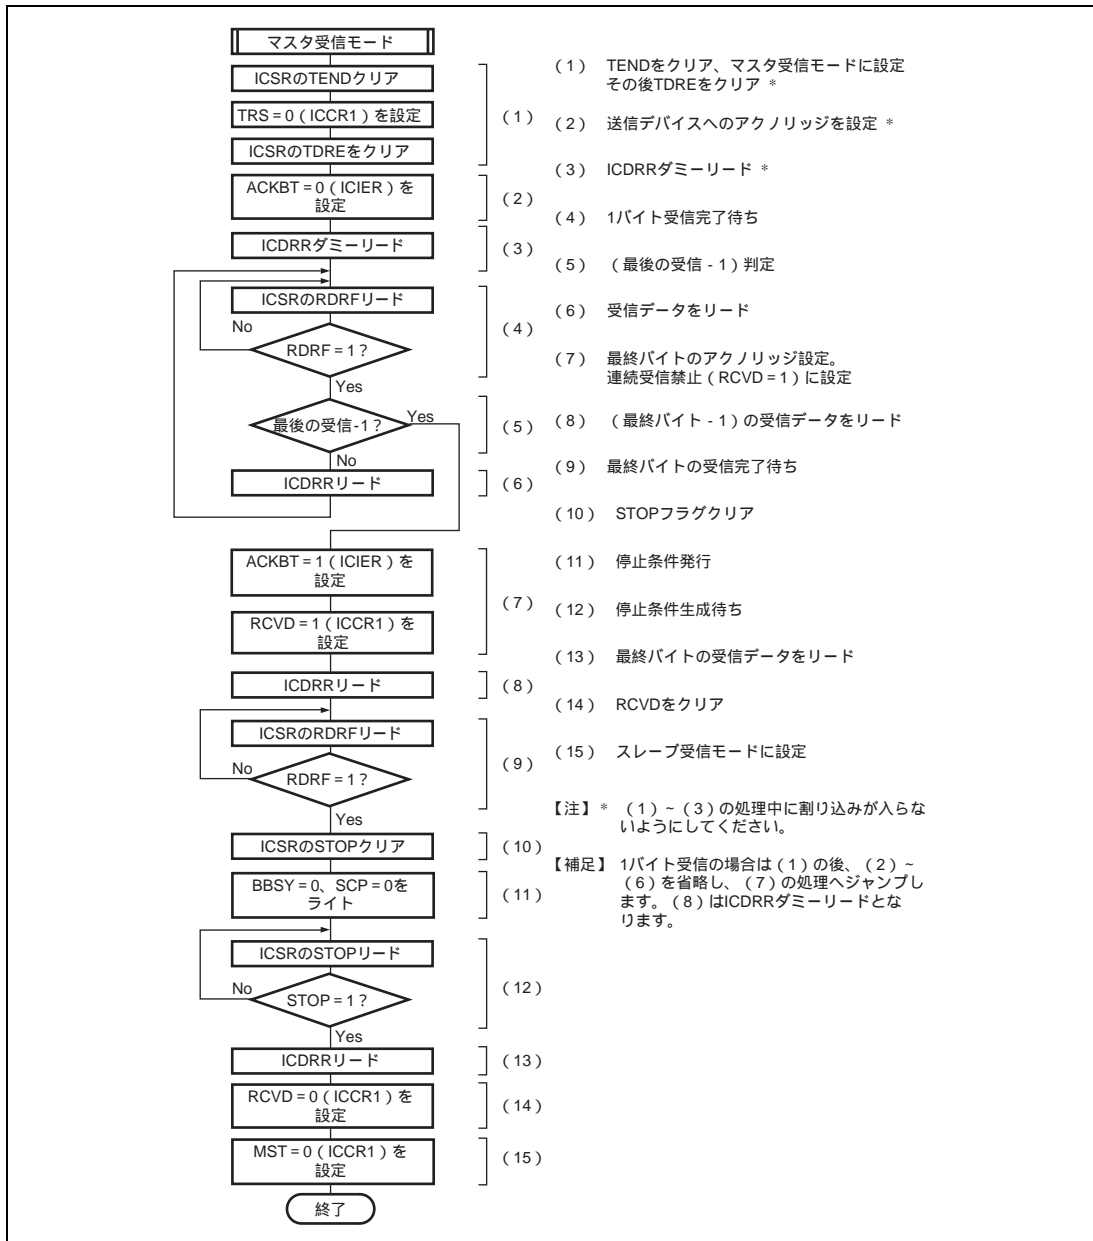 マスタ受信モード
ICSRのTENDクリア
TRS = 0 ( ICCR1 ) を設定
ICSRのTDREをクリア
( 1 )
ACKBT = 0 ( ICIER ) を
設定
( 2 )
ICDRRダミーリード
( 3 )
ICSRのRDRFリード
No
RDRF = 1 ?
( 4 )
Yes
最後の受信-1 ?
Yes
( 5 )
No
ICDRRリード
( 6 )
ACKBT = 1 ( ICIER ) を
設定
RCVD = 1 ( ICCR1 ) を
設定
( 7 )
ICDRRリード
( 8 )
ICSRのRDRFリード
No
RDRF = 1 ?
( 9 )
Yes
ICSRのSTOPクリア
( 10 )
BBSY = 0、SCP = 0を
ライト
( 11 )
ICSRのSTOPリード
No
STOP = 1 ?
( 12 )
Yes
ICDRRリード
( 13 )
RCVD = 0 ( ICCR1 ) を
設定
( 14 )
MST = 0 ( ICCR1 ) を
設定
( 15 )
終了
( 1 ) TENDをクリア、マスタ受信モードに設定
その後TDREをクリア *
( 2 ) 送信デバイスへのアクノリッジを設定 *
( 3 ) ICDRRダミーリード *
( 4 ) 1バイト受信完了待ち
( 5 ) ( 最後の受信 - 1 ) 判定
( 6 ) 受信データをリード
( 7 ) 最終バイトのアクノリッジ設定。
連続受信禁止 ( RCVD = 1 ) に設定
( 8 ) ( 最終バイト - 1 ) の受信データをリード
( 9 ) 最終バイトの受信完了待ち
( 10 ) STOPフラグクリア
( 11 ) 停止条件発行
( 12 ) 停止条件生成待ち
( 13 ) 最終バイトの受信データをリード
( 14 ) RCVDをクリア
( 15 ) スレーブ受信モードに設定
【注】 * ( 1 ) ~ ( 3 ) の処理中に割り込みが入らな
いようにしてください。
【補足】 1バイト受信の場合は ( 1 ) の後、( 2 ) ~
( 6 ) を省略し、( 7 ) の処理へジャンプし
ます。( 8 ) はICDRRダミーリードとな
ります。